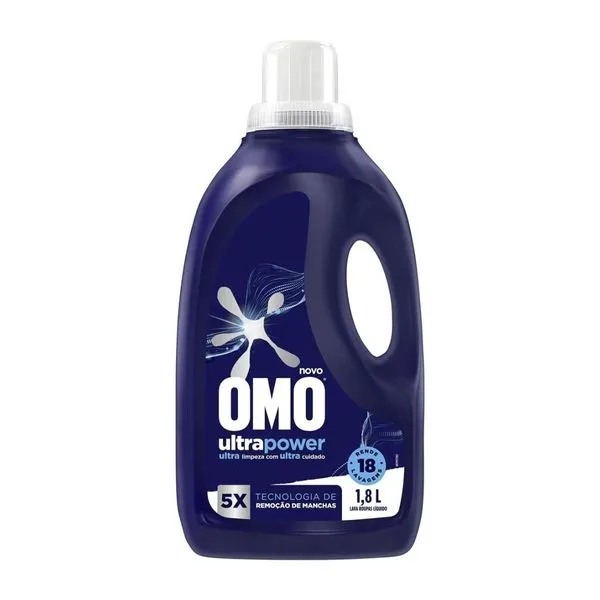 novo
OMO
ultrapower
ultra limpeza com ultra cuidado
RENDE
18
LAVAGENS
5X
TECNOLOGIA DE
REMOÇÃO DE MANCHAS
1,8 L
LAVA ROUPAS LÍQUIDO